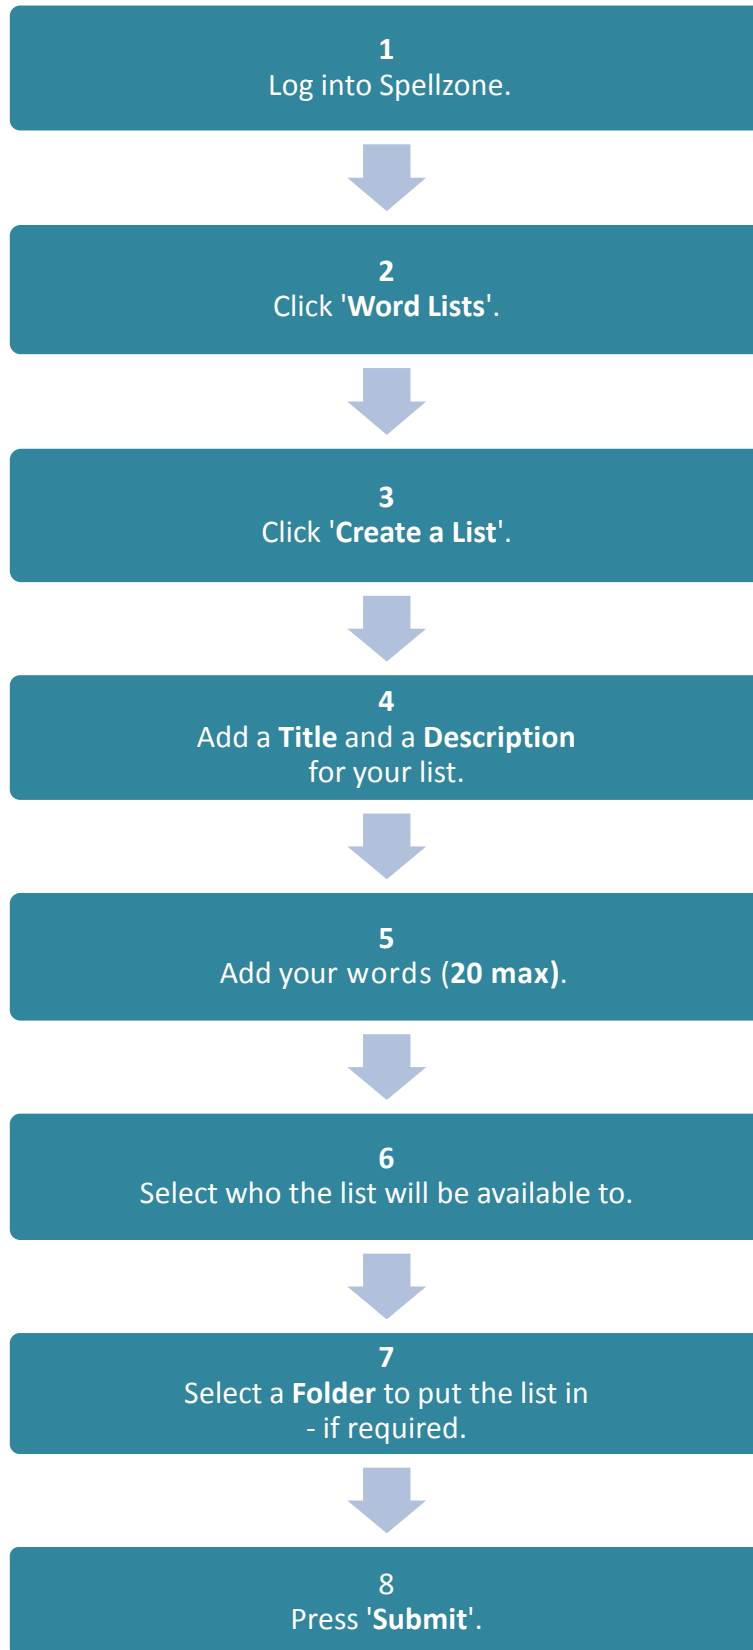 1
Log into Spellzone.
2
Click 'Word Lists'.
3
Click 'Create a List'.
4
Add a Title and a Description
for your list.
5
Add your words (20 max).
6
Select who the list will be available to.
7
Select a Folder to put the list in
- if required.
8
Press 'Submit'.